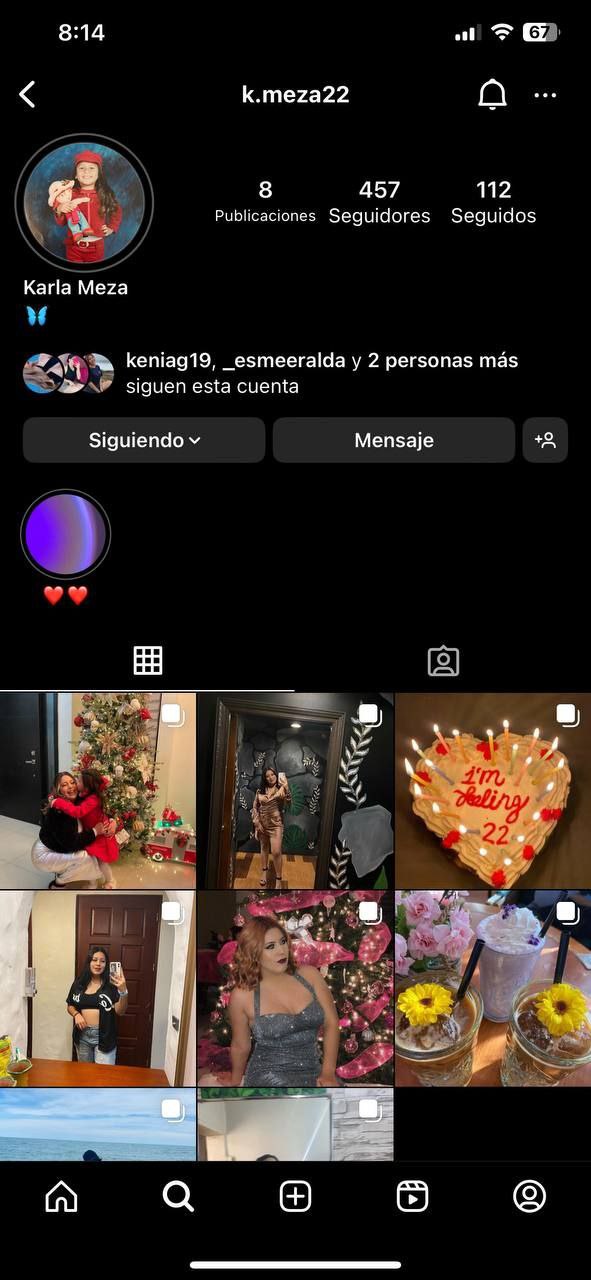 8:14
67
k.meza22
8
457
112
Publicaciones
Seguidores
Seguidos
Karla Meza
keniag19, _esmeeralda y 2 personas más
siguen esta cuenta
Siguiendo
Mensaje
i'm
feling
22